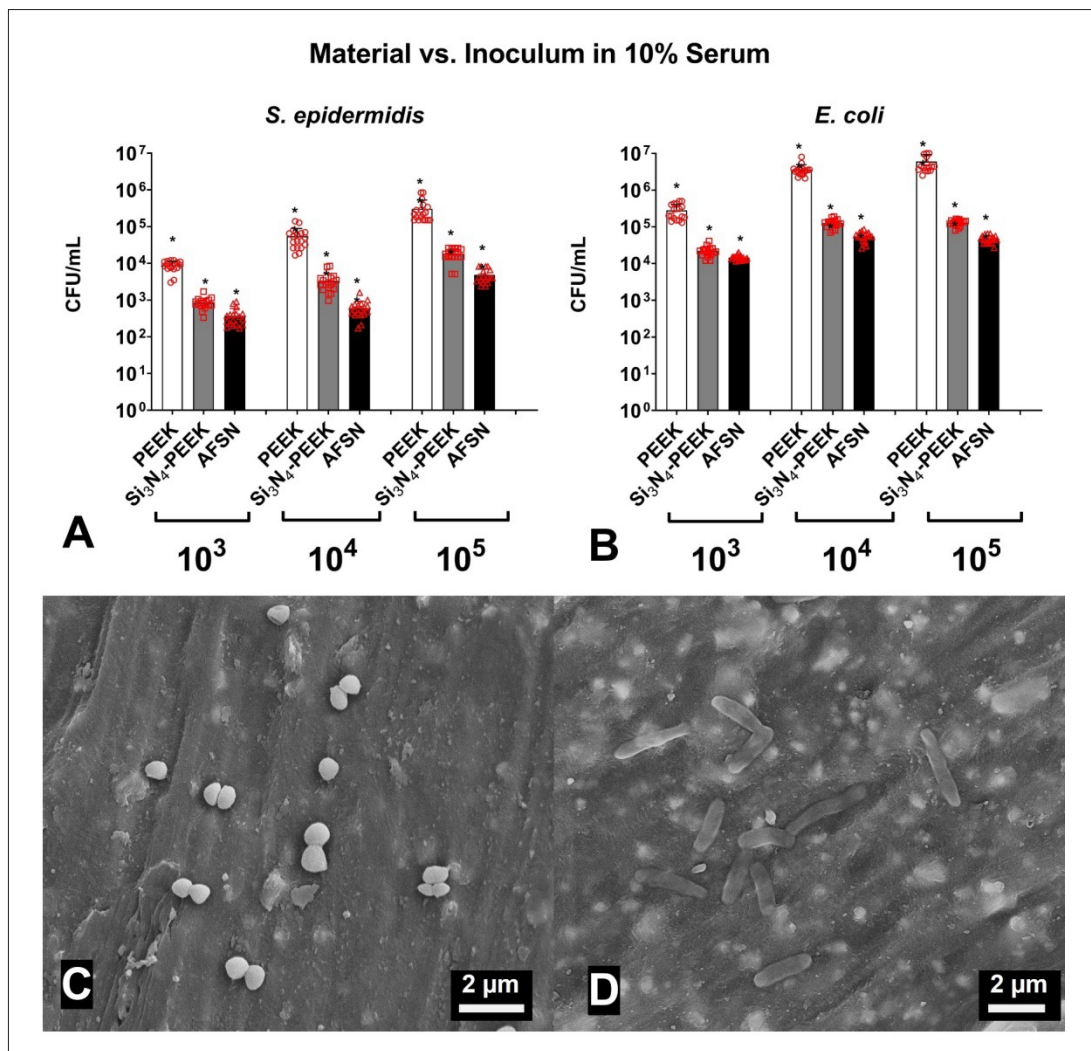 Material vs. Inoculum in 10% Serum
S. epidermidis
E. coli
CFU/mL
10⁷
10⁶
10⁵
10⁴
10³
10²
10¹
10⁰
PEEK
Si₃N₄-PEEK
AFSN
PEEK
Si₃N₄-PEEK
AFSN
PEEK
Si₃N₄-PEEK
AFSN
A
10³
10⁴
10⁵
CFU/mL
10⁷
10⁶
10⁵
10⁴
10³
10²
10¹
10⁰
PEEK
Si₃N₄-PEEK
AFSN
PEEK
Si₃N₄-PEEK
AFSN
PEEK
Si₃N₄-PEEK
AFSN
B
10³
10⁴
10⁵
C
2 µm
D
2 µm